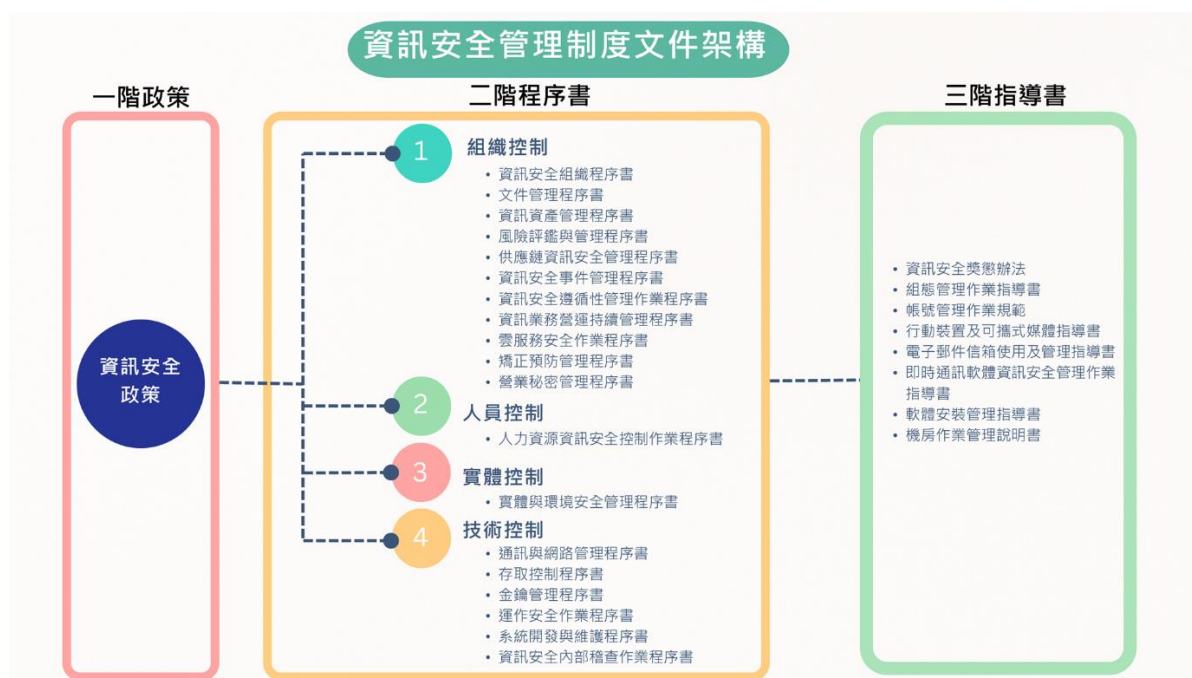 資訊安全管理制度文件架構
一階政策
二階程序書
三階指導書
資訊安全
政策
1
組織控制
• 資訊安全組織程序書
• 文件管理程序書
• 資訊資產管理程序書
• 風險評鑑與管理程序書
• 供應鏈資訊安全管理程序書
• 資訊安全事件管理程序書
• 資訊安全遵循性管理作業程序書
• 資訊業務營運持續管理程序書
• 雲服務安全作業程序書
• 矯正預防管理程序書
• 營業秘密管理程序書
2
人員控制
• 人力資源資訊安全控制作業程序書
3
實體控制
• 實體與環境安全管理程序書
4
技術控制
• 通訊與網路管理程序書
• 存取控制程序書
• 金鑰管理程序書
• 運作安全作業程序書
• 系統開發與維護程序書
• 資訊安全內部稽查作業程序書
• 資訊安全獎懲辦法
• 組態管理作業指導書
• 帳號管理作業規範
• 行動裝置及可攜式媒體指導書
• 電子郵件信箱使用及管理指導書
• 即時通訊軟體資訊安全管理作業
指導書
• 軟體安裝管理指導書
• 機房作業管理說明書